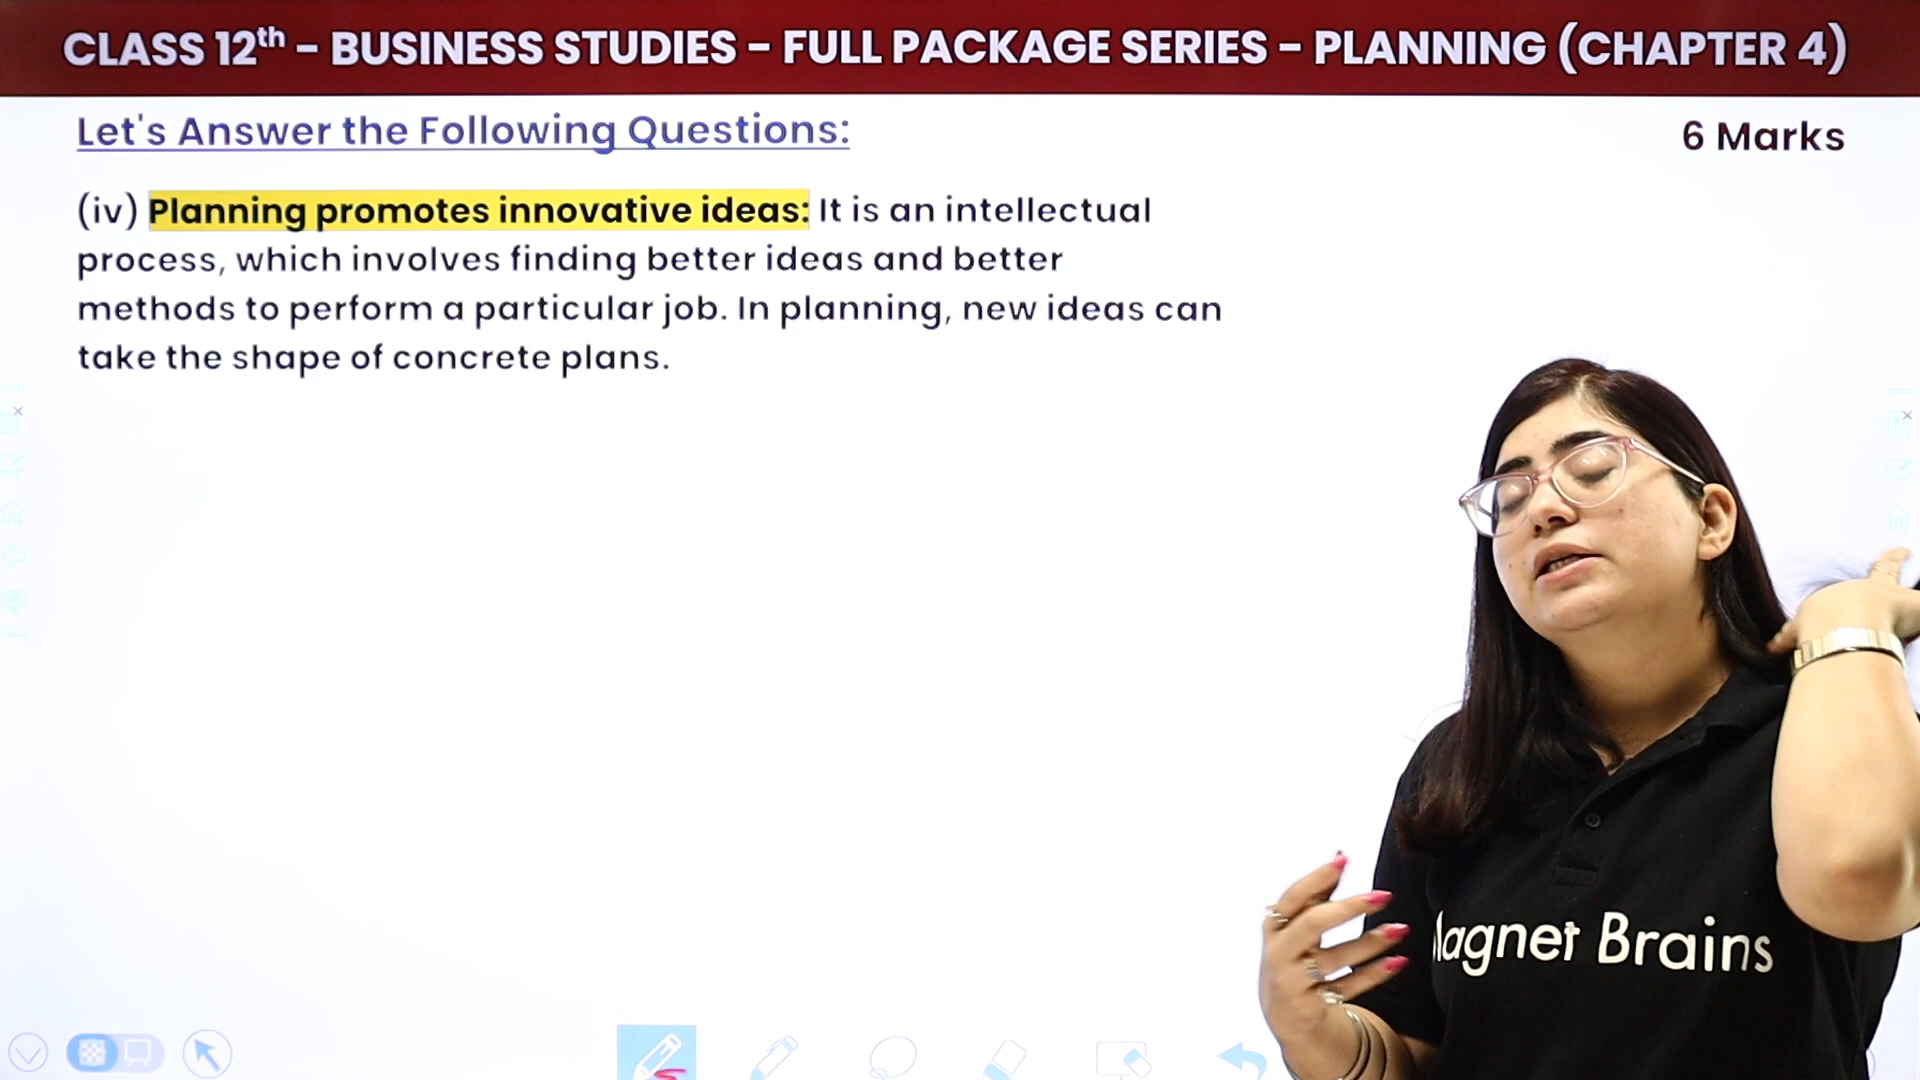 CLASS 12th – BUSINESS STUDIES – FULL PACKAGE SERIES – PLANNING (CHAPTER 4)
Let's Answer the Following Questions:
6 Marks
(iv) Planning promotes innovative ideas: It is an intellectual
process, which involves finding better ideas and better
methods to perform a particular job. In planning, new ideas can
take the shape of concrete plans.
agnet Brains